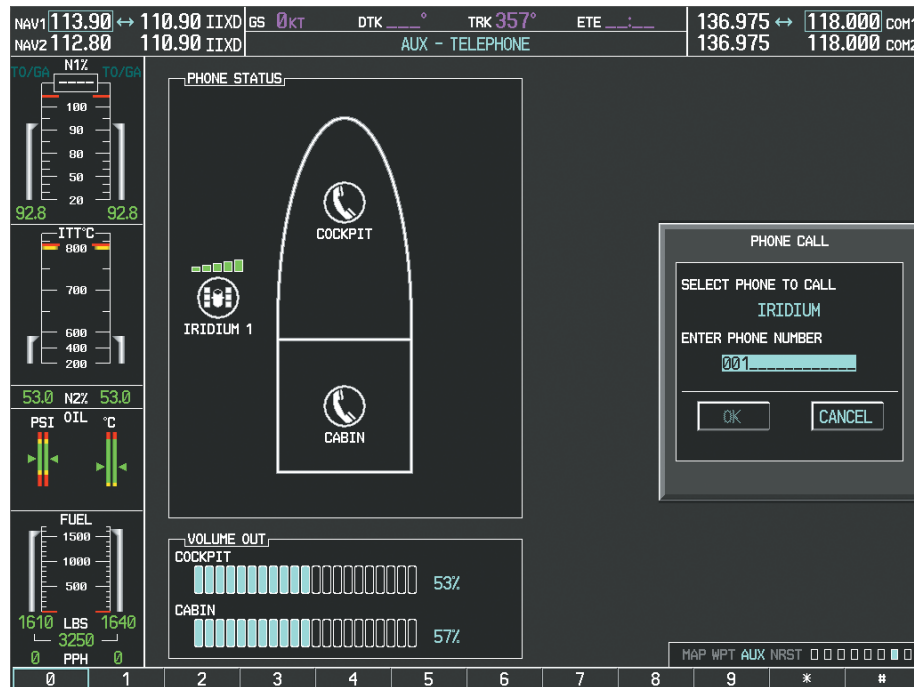 NAV1 113.90 ↔ 110.90 IIXD GS 0KT DTK ___° TRK 357° ETE __:__ 136.975 ↔ 118.000 COM1
NAV2 112.80 110.90 IIXD AUX - TELEPHONE 136.975 118.000 COM2
TO/GA N1% TO/GA
----
100
90
80
50
20
92.8 92.8
ITT°C
800
700
600
400
200
53.0 N2% 53.0
PSI OIL °C
FUEL
1500
1000
500
1610 LBS 1640
3250
0 PPH 0
PHONE STATUS
COCKPIT
IRIDIUM 1
CABIN
VOLUME OUT
COCKPIT
53%
CABIN
57%
PHONE CALL
SELECT PHONE TO CALL
IRIDIUM
ENTER PHONE NUMBER
001____________
OK CANCEL
MAP WPT AUX NRST
0 1 2 3 4 5 6 7 8 9 * #